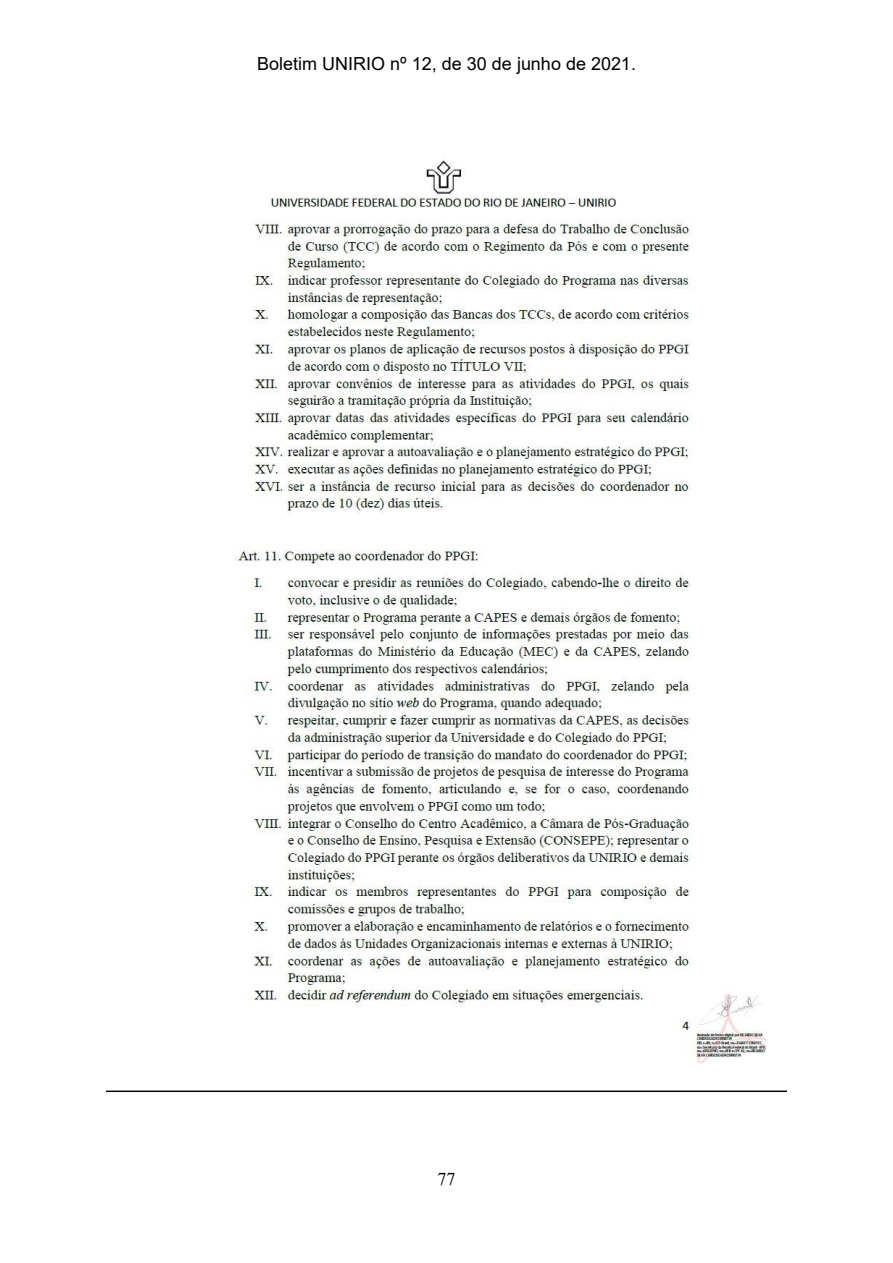 Boletim UNIRIO nº 12, de 30 de junho de 2021.
UNIVERSIDADE FEDERAL DO ESTADO DO RIO DE JANEIRO – UNIRIO
VIII. aprovar a prorrogação do prazo para a defesa do Trabalho de Conclusão
de Curso (TCC) de acordo com o Regimento da Pós e com o presente
Regulamento;
IX. indicar professor representante do Colegiado do Programa nas diversas
instâncias de representação;
X. homologar a composição das Bancas dos TCCs, de acordo com critérios
estabelecidos neste Regulamento;
XI. aprovar os planos de aplicação de recursos postos à disposição do PPGI
de acordo com o disposto no TÍTULO VII;
XII. aprovar convênios de interesse para as atividades do PPGI, os quais
seguirão a tramitação própria da Instituição;
XIII. aprovar datas das atividades específicas do PPGI para seu calendário
acadêmico complementar;
XIV. realizar e aprovar a autoavaliação e o planejamento estratégico do PPGI;
XV. executar as ações definidas no planejamento estratégico do PPGI;
XVI. ser a instância de recurso inicial para as decisões do coordenador no
prazo de 10 (dez) dias úteis.
Art. 11. Compete ao coordenador do PPGI:
I. convocar e presidir as reuniões do Colegiado, cabendo-lhe o direito de
voto, inclusive o de qualidade;
II. representar o Programa perante a CAPES e demais órgãos de fomento;
III. ser responsável pelo conjunto de informações prestadas por meio das
plataformas do Ministério da Educação (MEC) e da CAPES, zelando
pelo cumprimento dos respectivos calendários;
IV. coordenar as atividades administrativas do PPGI, zelando pela
divulgação no sítio web do Programa, quando adequado;
V. respeitar, cumprir e fazer cumprir as normativas da CAPES, as decisões
da administração superior da Universidade e do Colegiado do PPGI;
VI. participar do período de transição do mandato do coordenador do PPGI;
VII. incentivar a submissão de projetos de pesquisa de interesse do Programa
às agências de fomento, articulando e, se for o caso, coordenando
projetos que envolvem o PPGI como um todo;
VIII. integrar o Conselho do Centro Acadêmico, a Câmara de Pós-Graduação
e o Conselho de Ensino, Pesquisa e Extensão (CONSEPE); representar o
Colegiado do PPGI perante os órgãos deliberativos da UNIRIO e demais
instituições;
IX. indicar os membros representantes do PPGI para composição de
comissões e grupos de trabalho;
X. promover a elaboração e encaminhamento de relatórios e o fornecimento
de dados às Unidades Organizacionais internas e externas à UNIRIO;
XI. coordenar as ações de autoavaliação e planejamento estratégico do
Programa;
XII. decidir ad referendum do Colegiado em situações emergenciais.
4
77